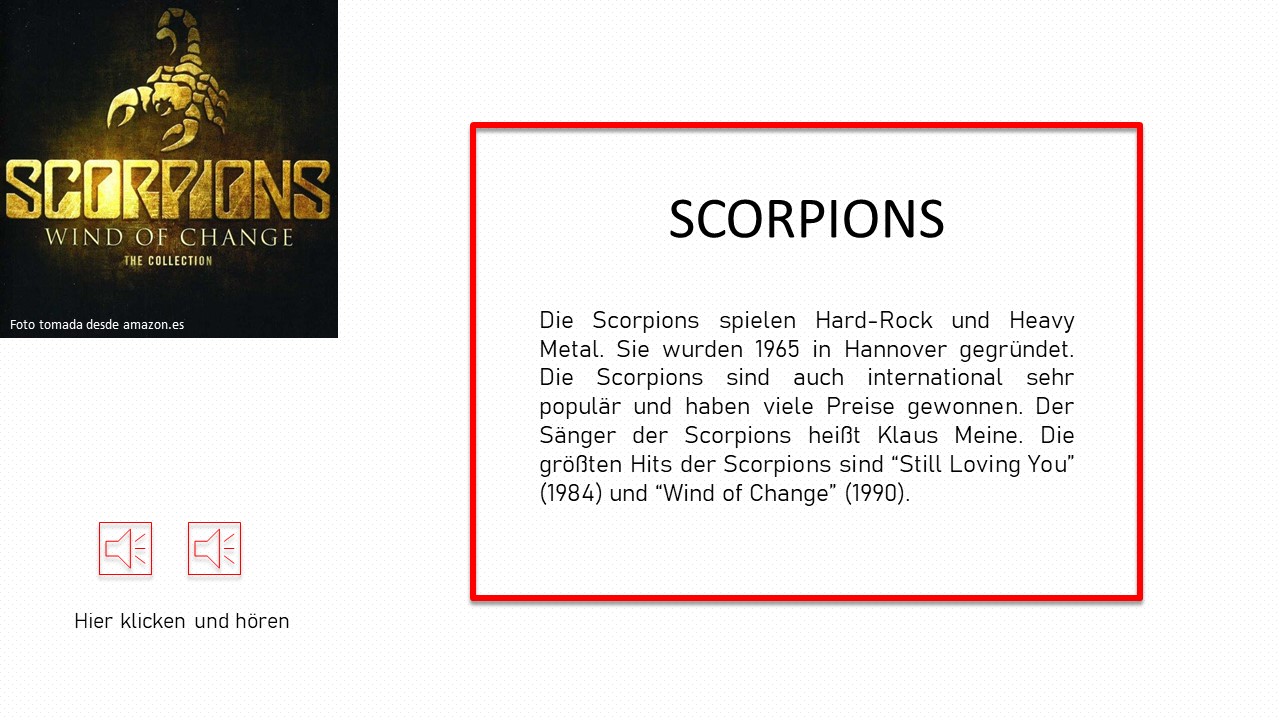 SCORPIONS
WIND OF CHANGE
THE COLLECTION
Foto tomada desde amazon.es
SCORPIONS
Die Scorpions spielen Hard-Rock und Heavy
Metal. Sie wurden 1965 in Hannover gegründet.
Die Scorpions sind auch international sehr
populär und haben viele Preise gewonnen. Der
Sänger der Scorpions heißt Klaus Meine. Die
größten Hits der Scorpions sind “Still Loving You”
(1984) und “Wind of Change” (1990).
Hier klicken und hören